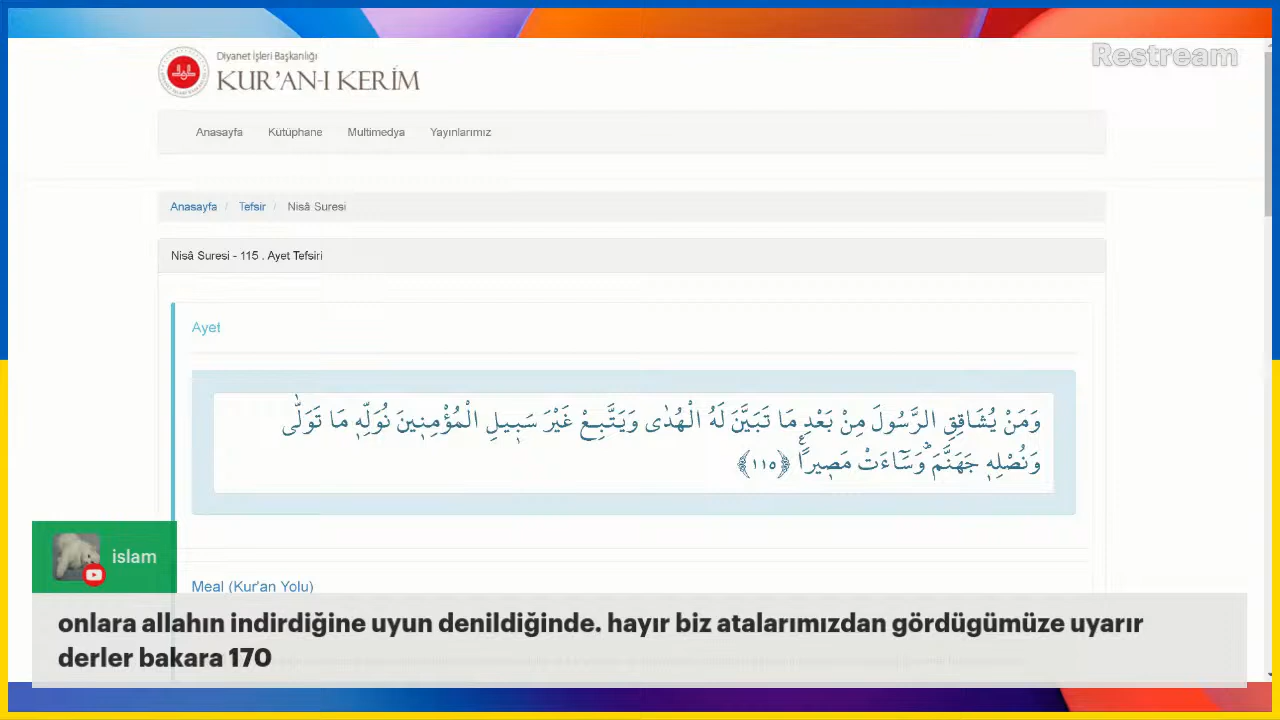 Restream
Diyanet İşleri Başkanlığı
KUR'AN-I KERİM
Anasayfa Kütüphane Multimedya Yayınlarımız
Anasayfa / Tefsir / Nisâ Suresi
Nisâ Suresi - 115 . Ayet Tefsiri
Ayet
وَمَنْ يُشَاقِقِ الرَّسُولَ مِنْ بَعْدِ مَا تَبَيَّنَ لَهُ الْهُدٰى وَيَتَّبِعْ غَيْرَ سَب۪يلِ الْمُؤْمِن۪ينَ نُوَلِّه۪ مَا تَوَلّٰى
وَنُصْلِه۪ جَهَنَّمَۜ وَسَٓاءَتْ مَص۪يراً۟ ﴿١١٥﴾
islam
Meal (Kur'an Yolu)
onlara allahın indirdiğine uyun denildiğinde. hayır biz atalarımızdan gördügümüze uyarır
derler bakara 170